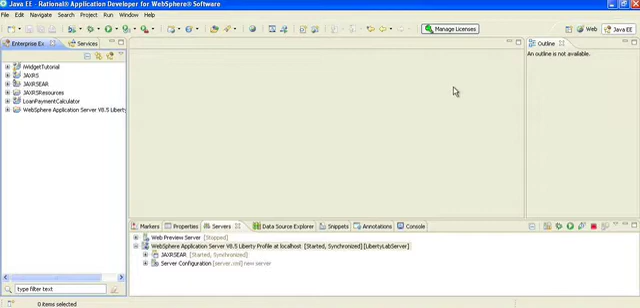 Java EE - Rational® Application Developer for WebSphere® Software
File Edit Navigate Search Project Run Window Help
Manage Licenses
Web
Java EE
Enterprise Ex
Services
Outline
An outline is not available.
iWidgetTutorial
JAXRS
JAXRSEAR
JAXRSResources
LoanPaymentCalculator
WebSphere Application Server V8.5 Liberty
Markers Properties Servers Data Source Explorer Snippets Annotations Console
Web Preview Server [Stopped]
WebSphere Application Server V8.5 Liberty Profile at localhost [Started, Synchronized] [LibertyLabServer]
JAXRSEAR [Started, Synchronized]
Server Configuration [server.xml] new server
type filter text
0 items selected